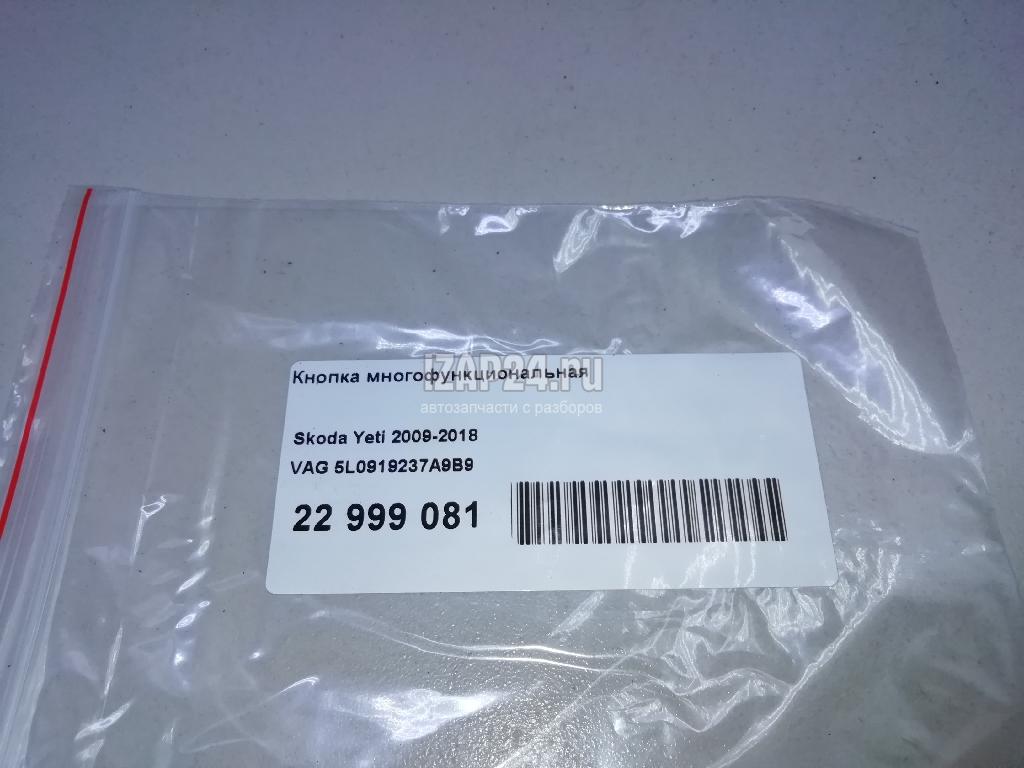 Кнопка многофункциональная
iZAP24.ru
автозапчасти с разборов
Skoda Yeti 2009-2018
VAG 5L0919237A9B9
22 999 081